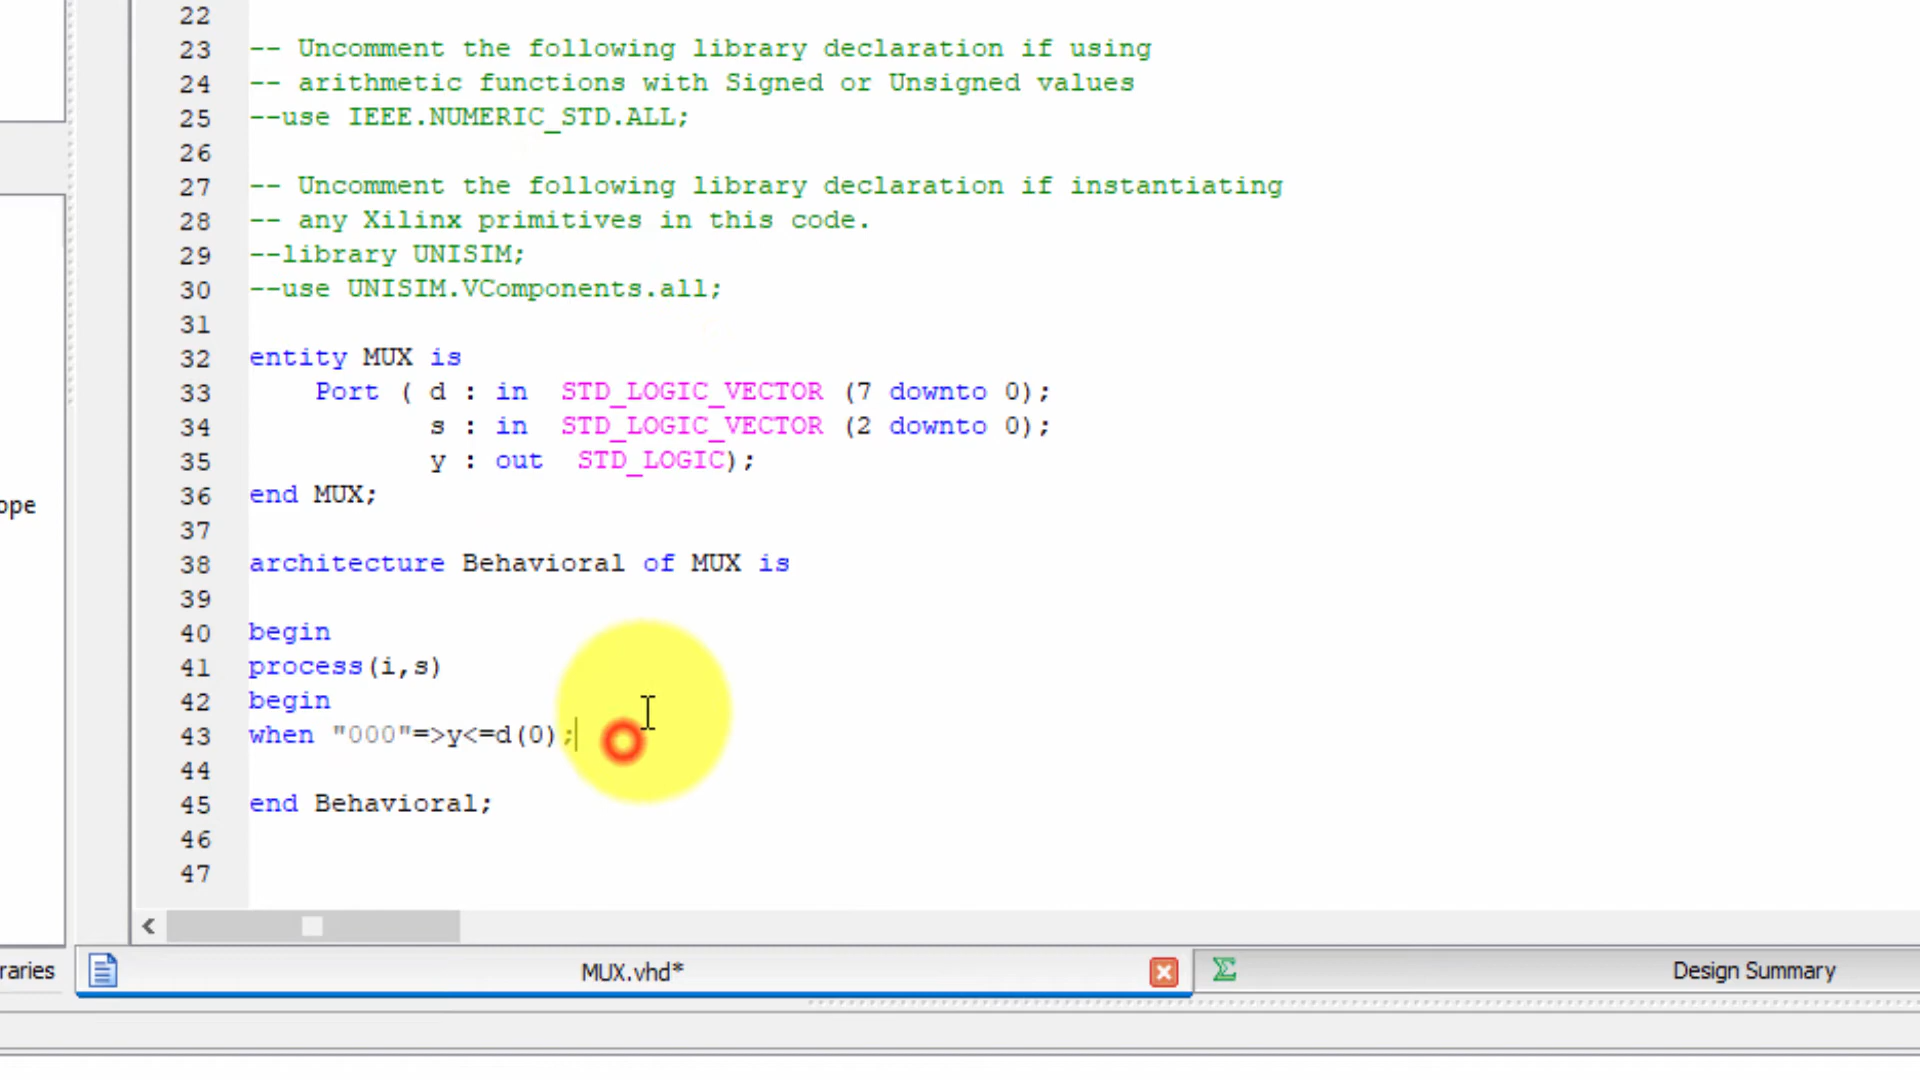 22
23 -- Uncomment the following library declaration if using
24 -- arithmetic functions with Signed or Unsigned values
25 --use IEEE.NUMERIC_STD.ALL;
26
27 -- Uncomment the following library declaration if instantiating
28 -- any Xilinx primitives in this code.
29 --library UNISIM;
30 --use UNISIM.VComponents.all;
31
32 entity MUX is
33     Port ( d : in  STD_LOGIC_VECTOR (7 downto 0);
34            s : in  STD_LOGIC_VECTOR (2 downto 0);
35            y : out  STD_LOGIC);
36 end MUX;
37
38 architecture Behavioral of MUX is
39
40 begin
41 process(i,s)
42 begin
43 when "000"=>y<=d(0);
44
45 end Behavioral;
46
47
ope
raries
MUX.vhd*
Design Summary